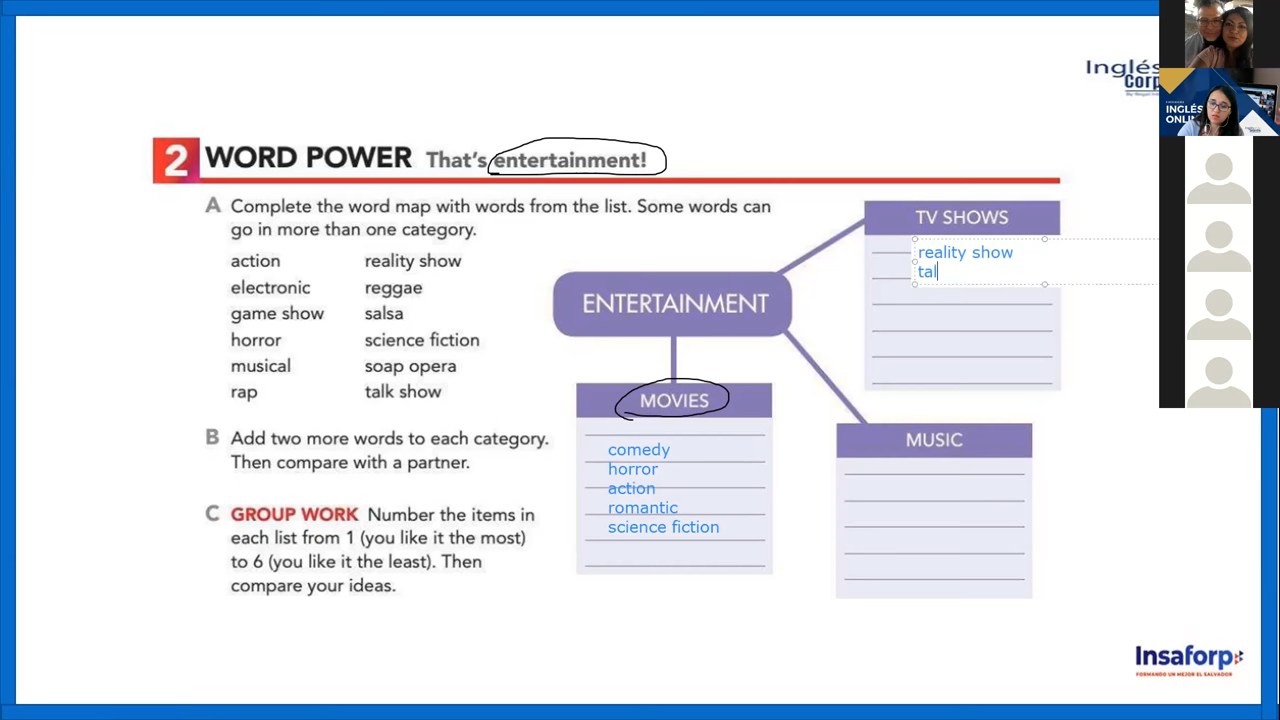 Inglés
Corp
INGLÉS
ONLI
2 WORD POWER That's entertainment!
A Complete the word map with words from the list. Some words can
go in more than one category.
action reality show
electronic reggae
game show salsa
horror science fiction
musical soap opera
rap talk show
B Add two more words to each category.
Then compare with a partner.
C GROUP WORK Number the items in
each list from 1 (you like it the most)
to 6 (you like it the least). Then
compare your ideas.
ENTERTAINMENT
TV SHOWS
reality show
tal
MOVIES
comedy
horror
action
romantic
science fiction
MUSIC
Insaforp
FORMANDO UN MEJOR EL SALVADOR